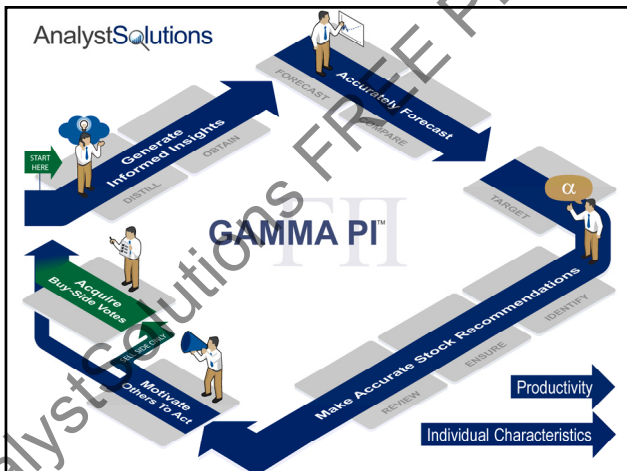 AnalystSolutions
START
HERE
Generate
Informed Insights
DISTILL
OBTAIN
FORECAST
COMPARE
Accurately Forecast
TARGET
α
GAMMA PI™
ΓΠ
IDENTIFY
ENSURE
REVIEW
Make Accurate Stock Recommendations
Acquire
Buy-Side Votes
SELL SIDE ONLY
Motivate
Others To Act
Productivity
Individual Characteristics
AnalystSolutions FREE